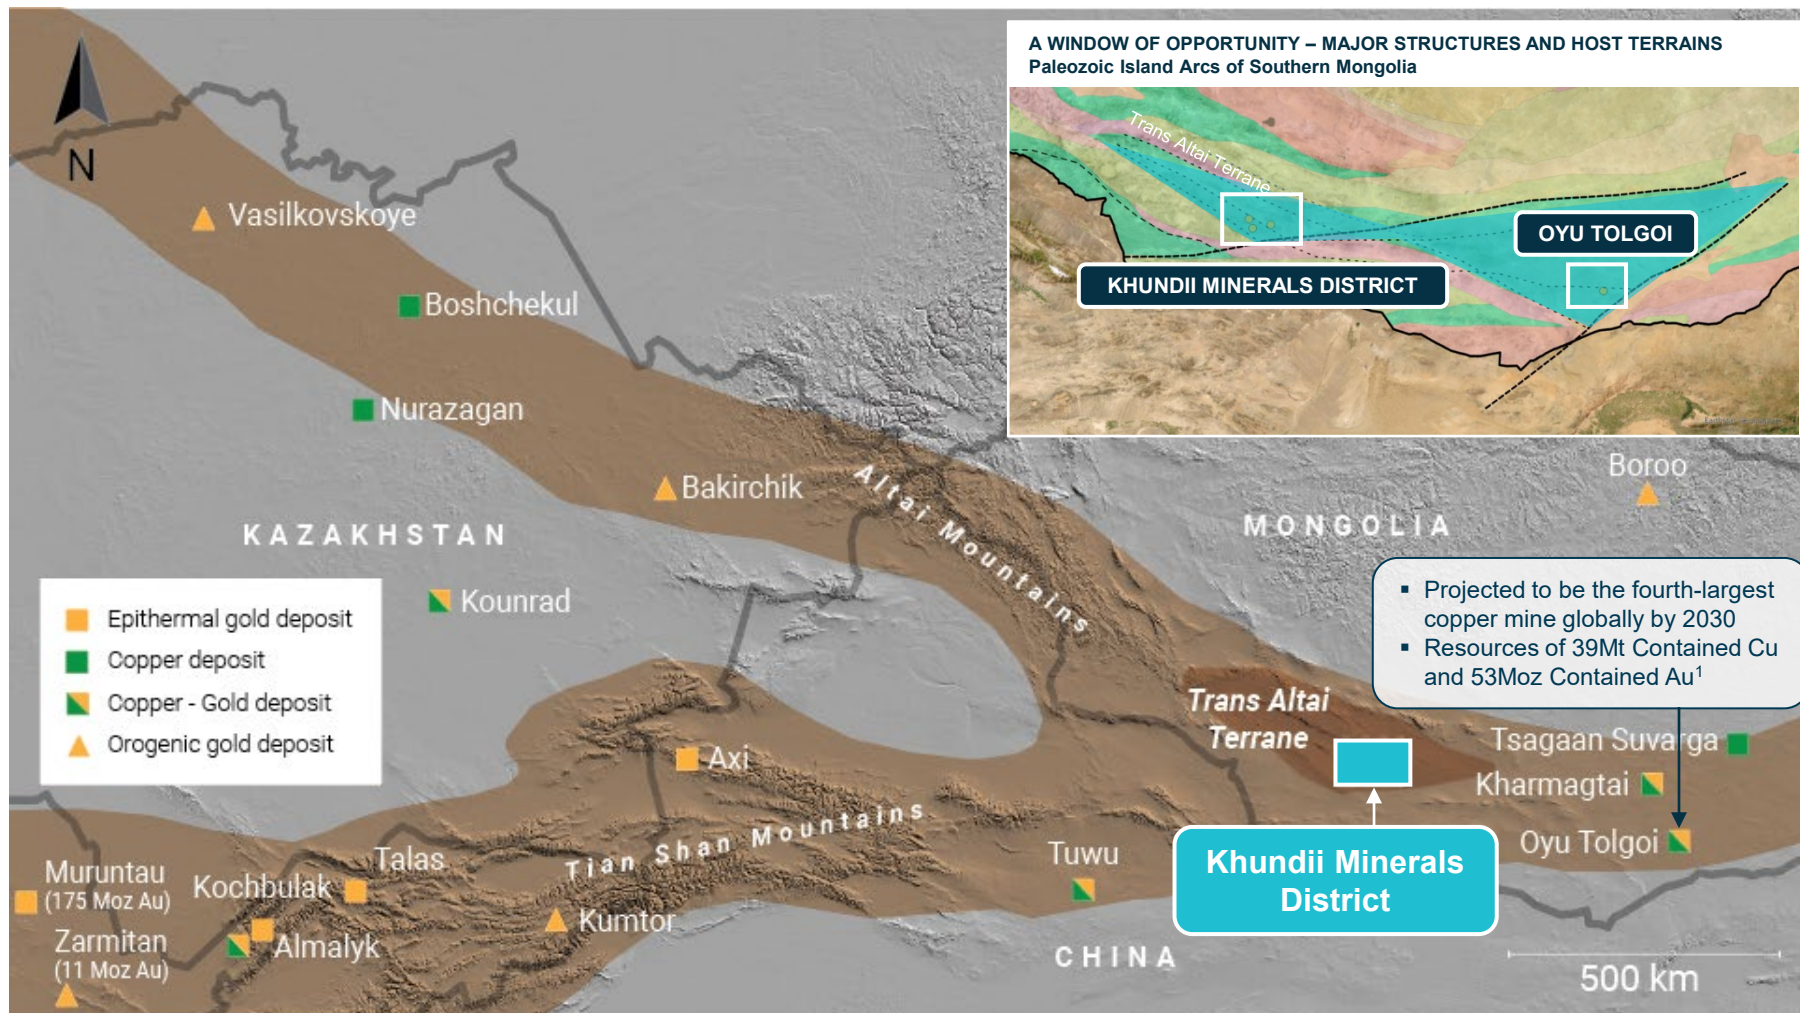 A WINDOW OF OPPORTUNITY – MAJOR STRUCTURES AND HOST TERRAINS
Paleozoic Island Arcs of Southern Mongolia
Trans Altai Terrane
OYU TOLGOI
KHUNDII MINERALS DISTRICT
N
Vasilkovskoye
Boshchekul
Nurazagan
Bakirchik
Altai Mountains
Boroo
MONGOLIA
KAZAKHSTAN
Kounrad
Epithermal gold deposit
Copper deposit
Copper - Gold deposit
Orogenic gold deposit
▪ Projected to be the fourth-largest
copper mine globally by 2030
▪ Resources of 39Mt Contained Cu
and 53Moz Contained Au¹
Trans Altai
Terrane
Tsagaan Suvarga
Kharmagtai
Oyu Tolgoi
Axi
Tian Shan Mountains
Tuwu
Khundii Minerals
District
Talas
Muruntau
(175 Moz Au)
Kochbulak
Kumtor
Almalyk
Zarmitan
(11 Moz Au)
CHINA
500 km